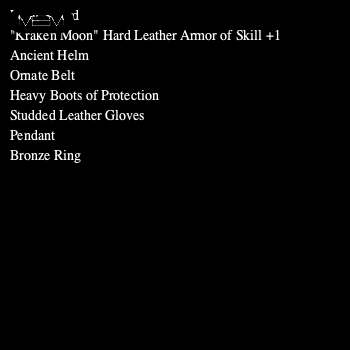 "Kraken Moon" Hard Leather Armor of Skill +1
Ancient Helm
Ornate Belt
Heavy Boots of Protection
Studded Leather Gloves
Pendant
Bronze Ring